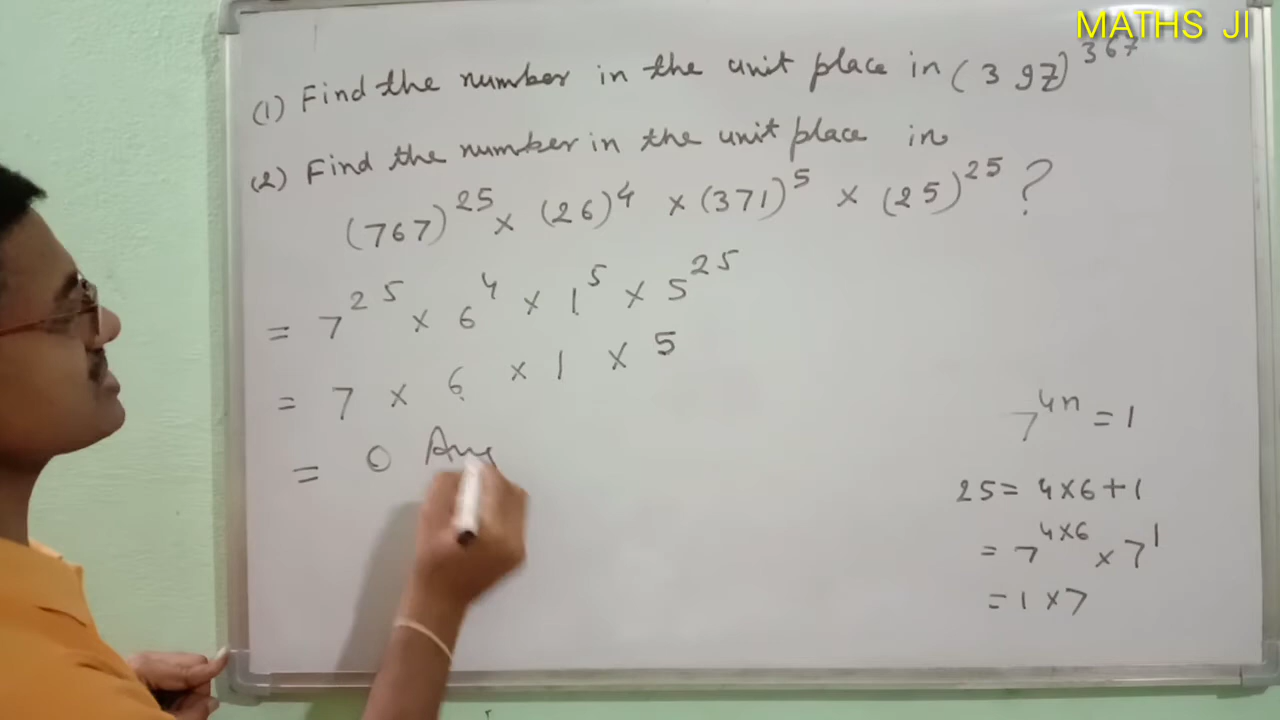 MATHS JI
(1) Find the number in the unit place in (397)^367
(2) Find the number in the unit place in
(767)^25 × (26)^4 × (371)^5 × (25)^25 ?
= 7^25 × 6^4 × 1^5 × 5^25
= 7 × 6 × 1 × 5
= 0 Ans
7^4n = 1
25 = 4×6+1
= 7^4×6 × 7^1
= 1 × 7